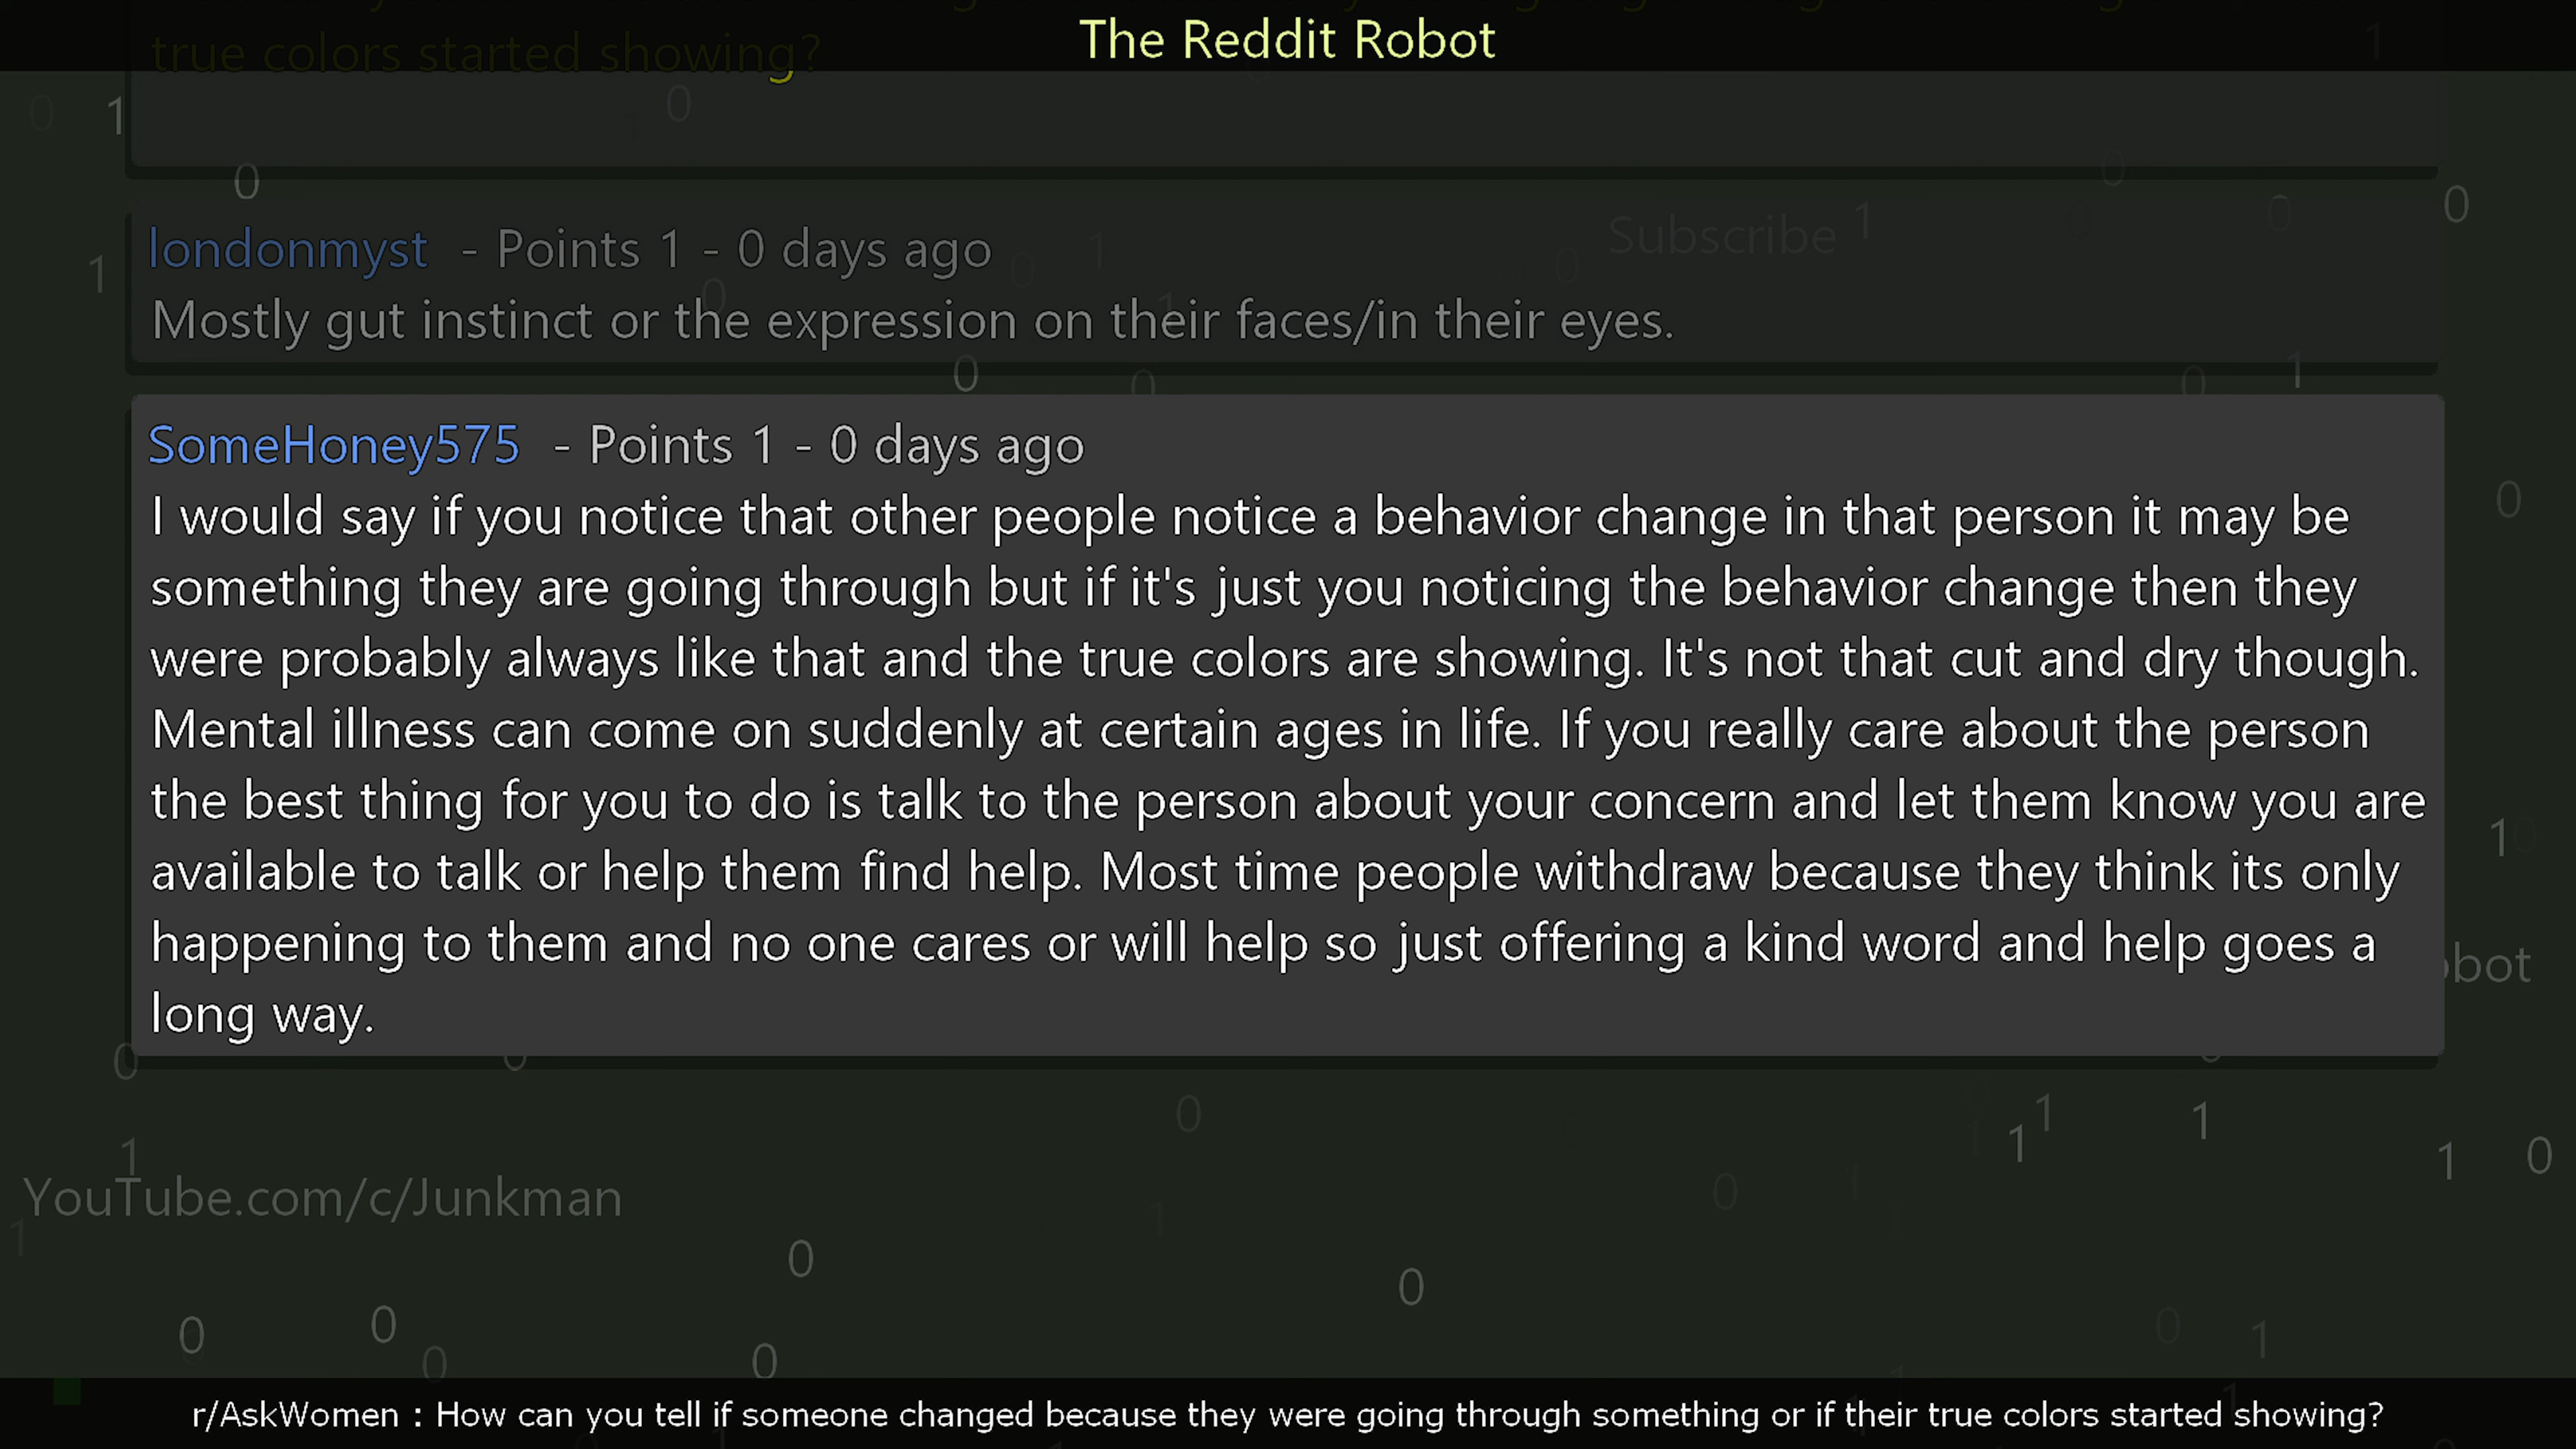 The Reddit Robot
true colors started showing?
londonmyst - Points 1 - 0 days ago
Subscribe
Mostly gut instinct or the expression on their faces/in their eyes.
SomeHoney575 - Points 1 - 0 days ago
I would say if you notice that other people notice a behavior change in that person it may be
something they are going through but if it's just you noticing the behavior change then they
were probably always like that and the true colors are showing. It's not that cut and dry though.
Mental illness can come on suddenly at certain ages in life. If you really care about the person
the best thing for you to do is talk to the person about your concern and let them know you are
available to talk or help them find help. Most time people withdraw because they think its only
happening to them and no one cares or will help so just offering a kind word and help goes a
long way.
YouTube.com/c/Junkman
r/AskWomen : How can you tell if someone changed because they were going through something or if their true colors started showing?